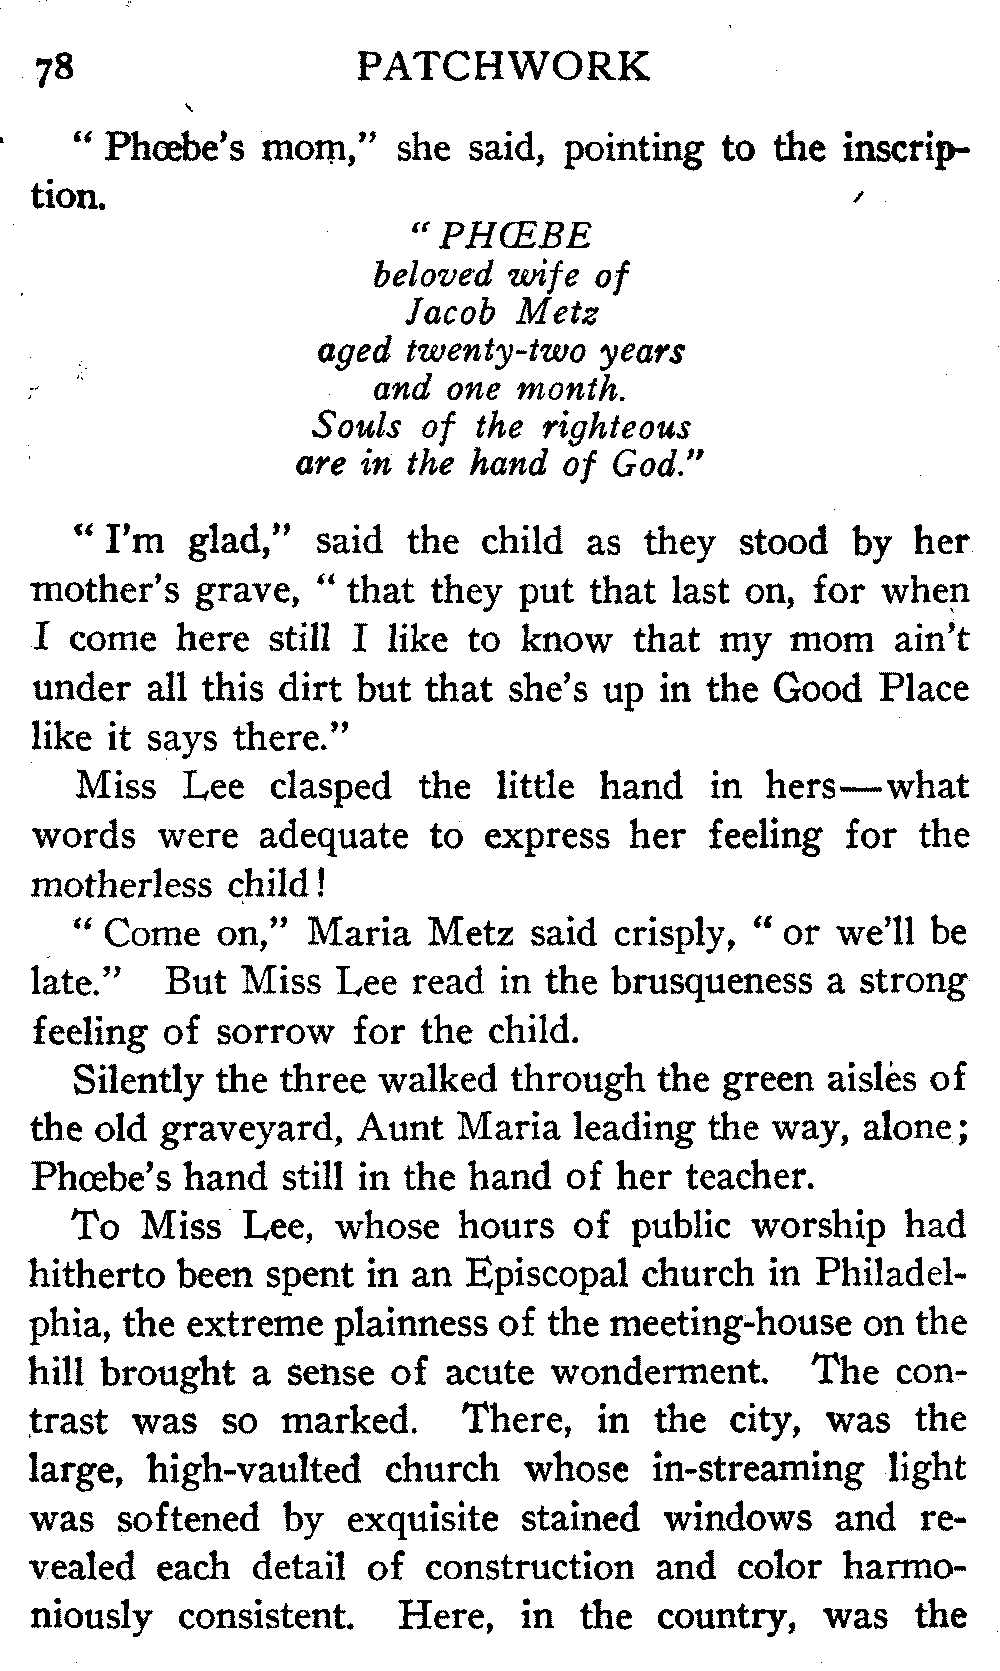 78 PATCHWORK
“ Phœbe's mom,” she said, pointing to the inscrip-
tion.
“ PHŒBE
beloved wife of
Jacob Metz
aged twenty-two years
and one month.
Souls of the righteous
are in the hand of God.”
“ I'm glad,” said the child as they stood by her
mother's grave, “ that they put that last on, for when
I come here still I like to know that my mom ain't
under all this dirt but that she's up in the Good Place
like it says there.”
Miss Lee clasped the little hand in hers—what
words were adequate to express her feeling for the
motherless child!
“ Come on,” Maria Metz said crisply, “ or we'll be
late.” But Miss Lee read in the brusqueness a strong
feeling of sorrow for the child.
Silently the three walked through the green aisles of
the old graveyard, Aunt Maria leading the way, alone;
Phœbe's hand still in the hand of her teacher.
To Miss Lee, whose hours of public worship had
hitherto been spent in an Episcopal church in Philadel-
phia, the extreme plainness of the meeting-house on the
hill brought a sense of acute wonderment. The con-
trast was so marked. There, in the city, was the
large, high-vaulted church whose in-streaming light
was softened by exquisite stained windows and re-
vealed each detail of construction and color harmo-
niously consistent. Here, in the country, was the